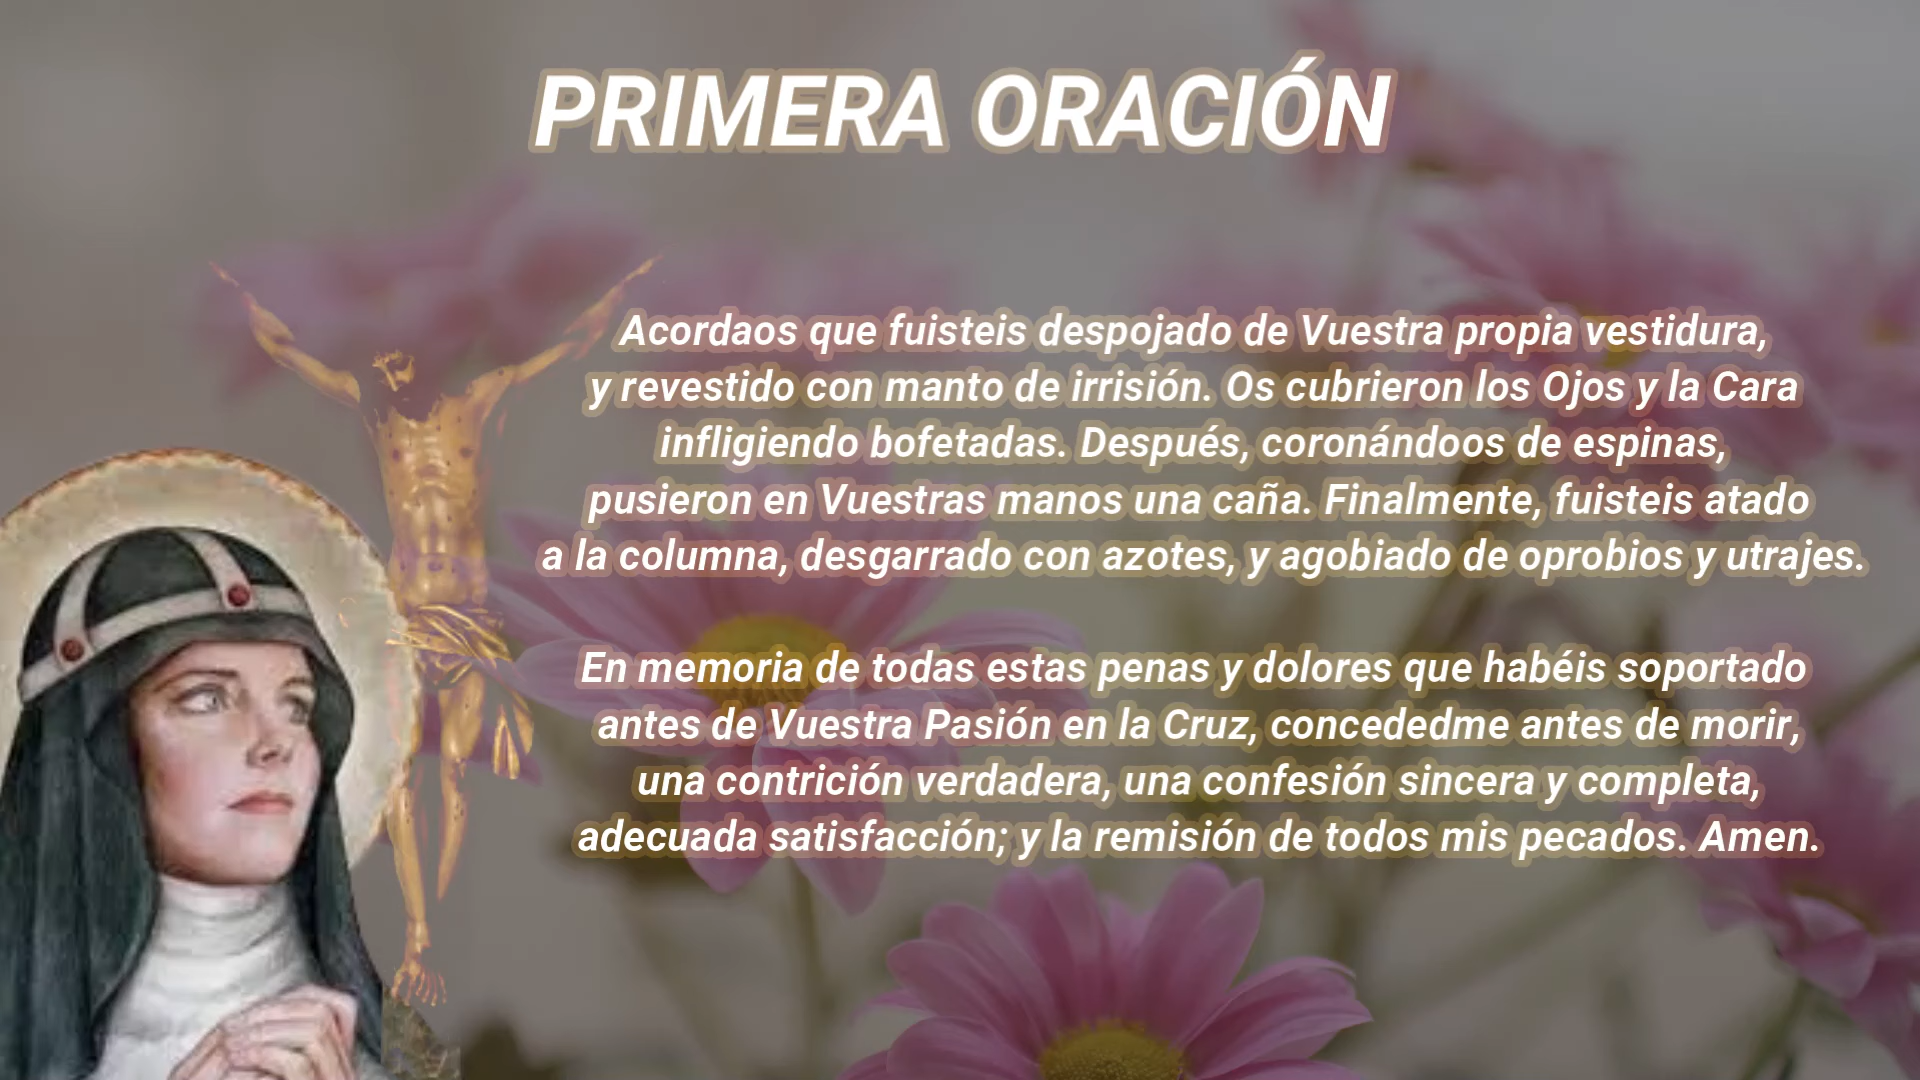 PRIMERA ORACIÓN
Acordaos que fuisteis despojado de Vuestra propia vestidura,
y revestido con manto de irrisión. Os cubrieron los Ojos y la Cara
infligiendo bofetadas. Después, coronándoos de espinas,
pusieron en Vuestras manos una caña. Finalmente, fuisteis atado
a la columna, desgarrado con azotes, y agobiado de oprobios y utrajes.
En memoria de todas estas penas y dolores que habéis soportado
antes de Vuestra Pasión en la Cruz, concededme antes de morir,
una contrición verdadera, una confesión sincera y completa,
adecuada satisfacción; y la remisión de todos mis pecados. Amen.